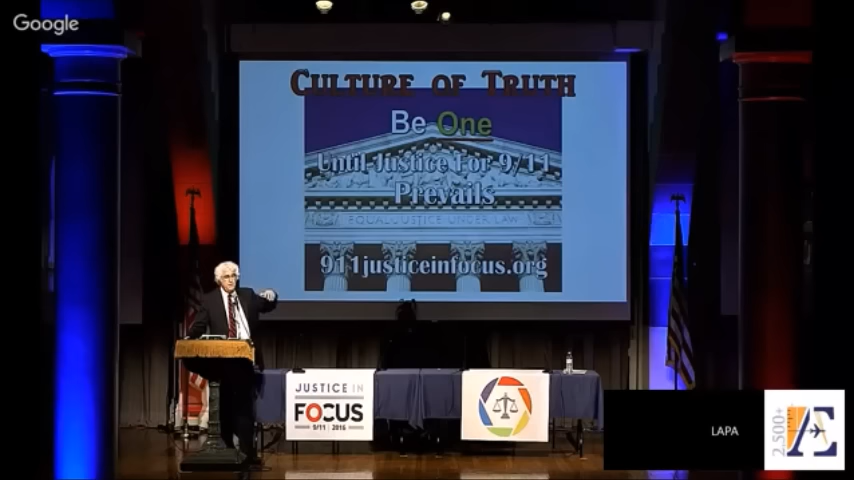 Google
CULTURE OF TRUTH
Be One
Until Justice For 9/11
Prevails
EQUAL JUSTICE UNDER LAW
911justiceinfocus.org
JUSTICE IN
FOCUS
9/11 | 2016
LAPA
2,500+
AE